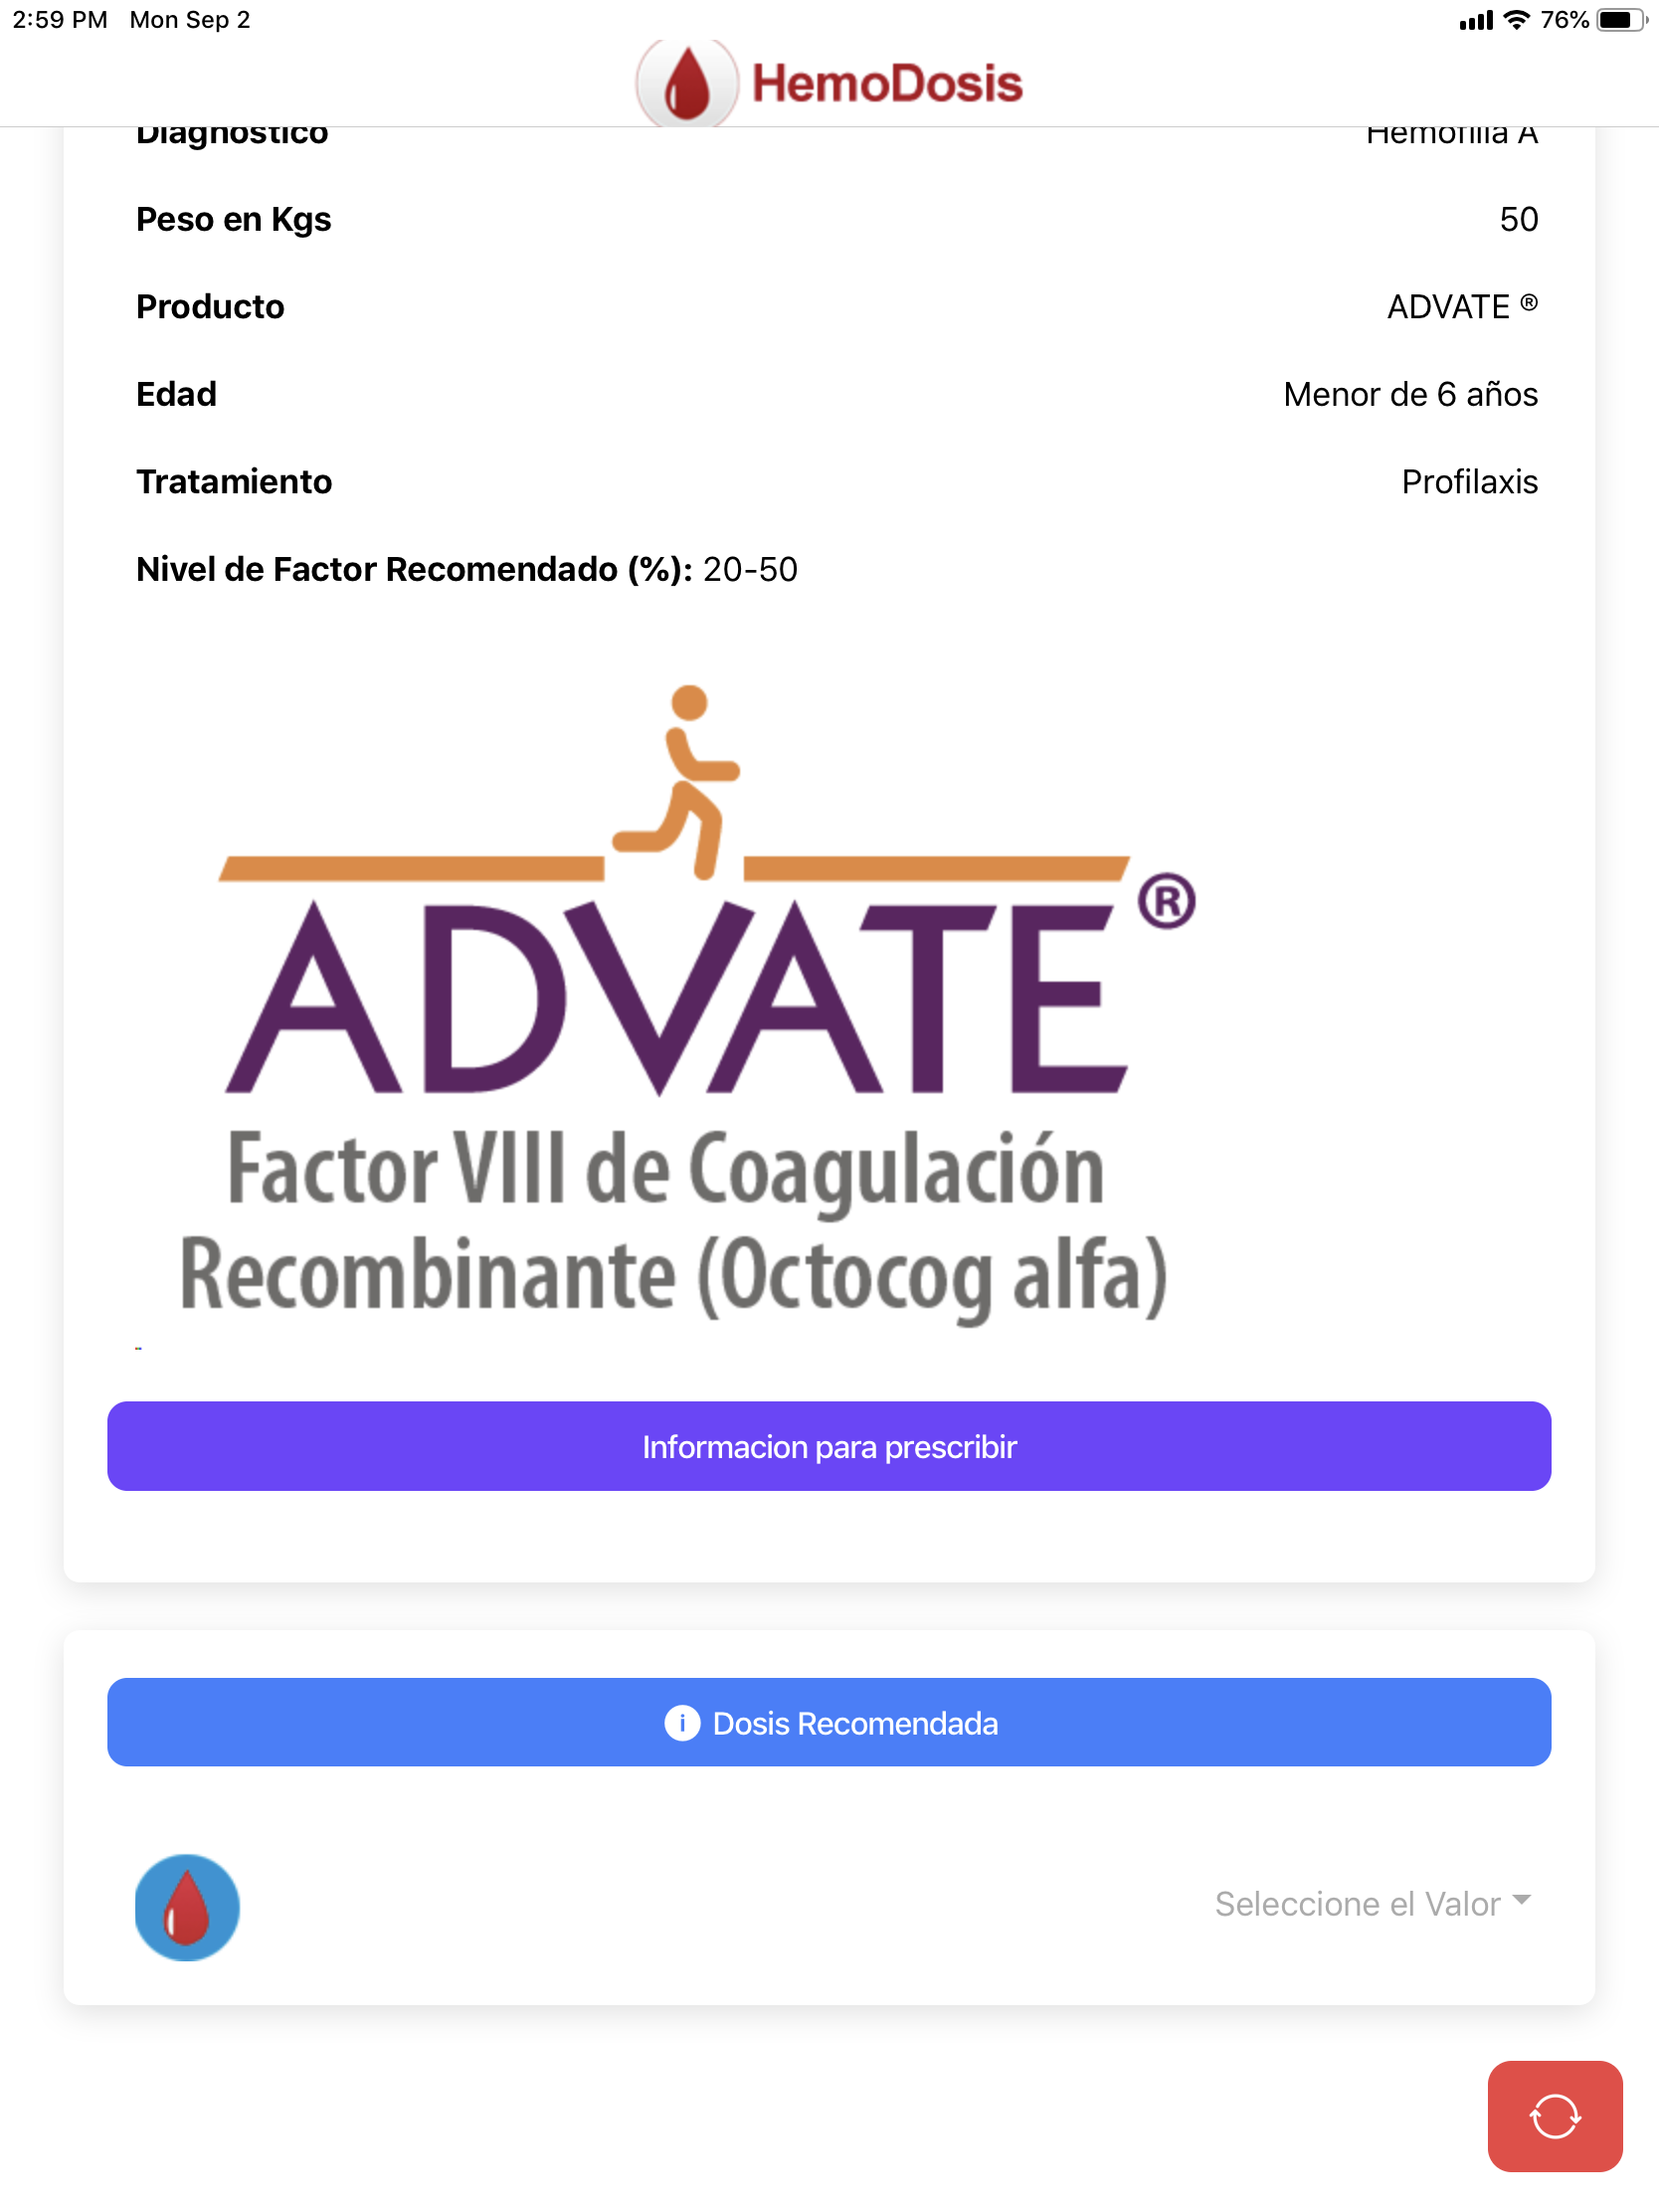 2:59 PM Mon Sep 2 76%
HemoDosis
Diagnostico Hemofilia A
Peso en Kgs 50
Producto ADVATE ®
Edad Menor de 6 años
Tratamiento Profilaxis
Nivel de Factor Recomendado (%): 20-50
ADVATE®
Factor VIII de Coagulación
Recombinante (Octocog alfa)
Informacion para prescribir
Dosis Recomendada
Seleccione el Valor